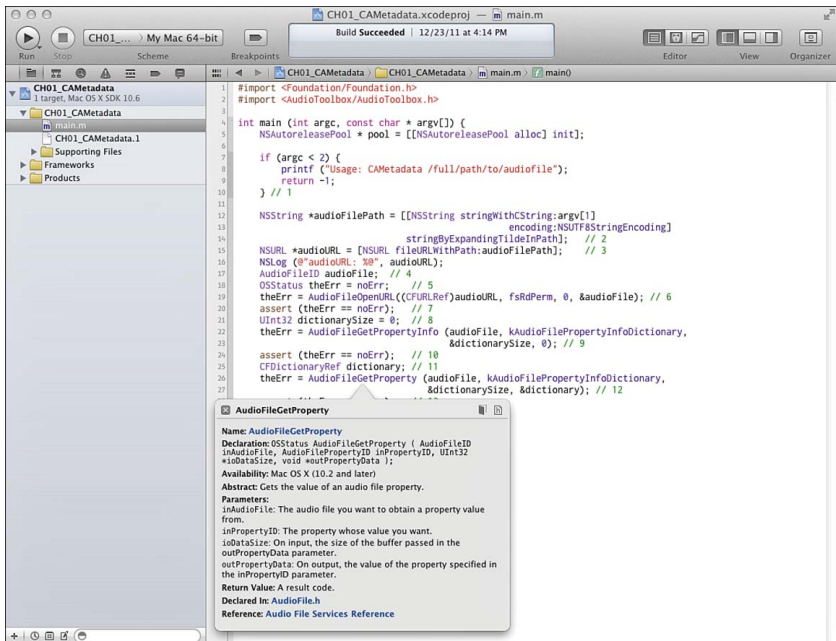 CH01_CAMetadata.xcodeproj — m main.m
Run
Stop
CH01_... My Mac 64-bit
Scheme
Breakpoints
Build Succeeded | 12/23/11 at 4:14 PM
Editor
View
Organizer
CH01_CAMetadata
1 target, Mac OS X SDK 10.6
CH01_CAMetadata
m main.m
CH01_CAMetadata.1
Supporting Files
Frameworks
Products
CH01_CAMetadata CH01_CAMetadata m main.m main()
1 #import <Foundation/Foundation.h>
2 #import <AudioToolbox/AudioToolbox.h>
3
4 int main (int argc, const char * argv[]) {
5 NSAutoreleasePool * pool = [[NSAutoreleasePool alloc] init];
6
7 if (argc < 2) {
8 printf ("Usage: CAMetadata /full/path/to/audiofile");
9 return -1;
10 } // 1
11
12 NSString *audioFilePath = [[NSString stringWithCString:argv[1]
13 encoding:NSUTF8StringEncoding]
14 stringByExpandingTildeInPath]; // 2
15 NSURL *audioURL = [NSURL fileURLWithPath:audioFilePath]; // 3
16 NSLog (@"audioURL: %@", audioURL);
17 AudioFileID audioFile; // 4
18 OSStatus theErr = noErr; // 5
19 theErr = AudioFileOpenURL((CFURLRef)audioURL, fsRdPerm, 0, &audioFile); // 6
20 assert (theErr == noErr); // 7
21 UInt32 dictionarySize = 0; // 8
22 theErr = AudioFileGetPropertyInfo (audioFile, kAudioFilePropertyInfoDictionary,
23 &dictionarySize, 0); // 9
24 assert (theErr == noErr); // 10
25 CFDictionaryRef dictionary; // 11
26 theErr = AudioFileGetProperty (audioFile, kAudioFilePropertyInfoDictionary,
27 &dictionarySize, &dictionary); // 12
AudioFileGetProperty
Name: AudioFileGetProperty
Declaration: OSStatus AudioFileGetProperty ( AudioFileID
inAudioFile, AudioFilePropertyID inPropertyID, UInt32
*ioDataSize, void *outPropertyData );
Availability: Mac OS X (10.2 and later)
Abstract: Gets the value of an audio file property.
Parameters:
inAudioFile: The audio file you want to obtain a property value
from.
inPropertyID: The property whose value you want.
ioDataSize: On input, the size of the buffer passed in the
outPropertyData parameter.
outPropertyData: On output, the value of the property specified in
the inPropertyID parameter.
Return Value: A result code.
Declared In: AudioFile.h
Reference: Audio File Services Reference